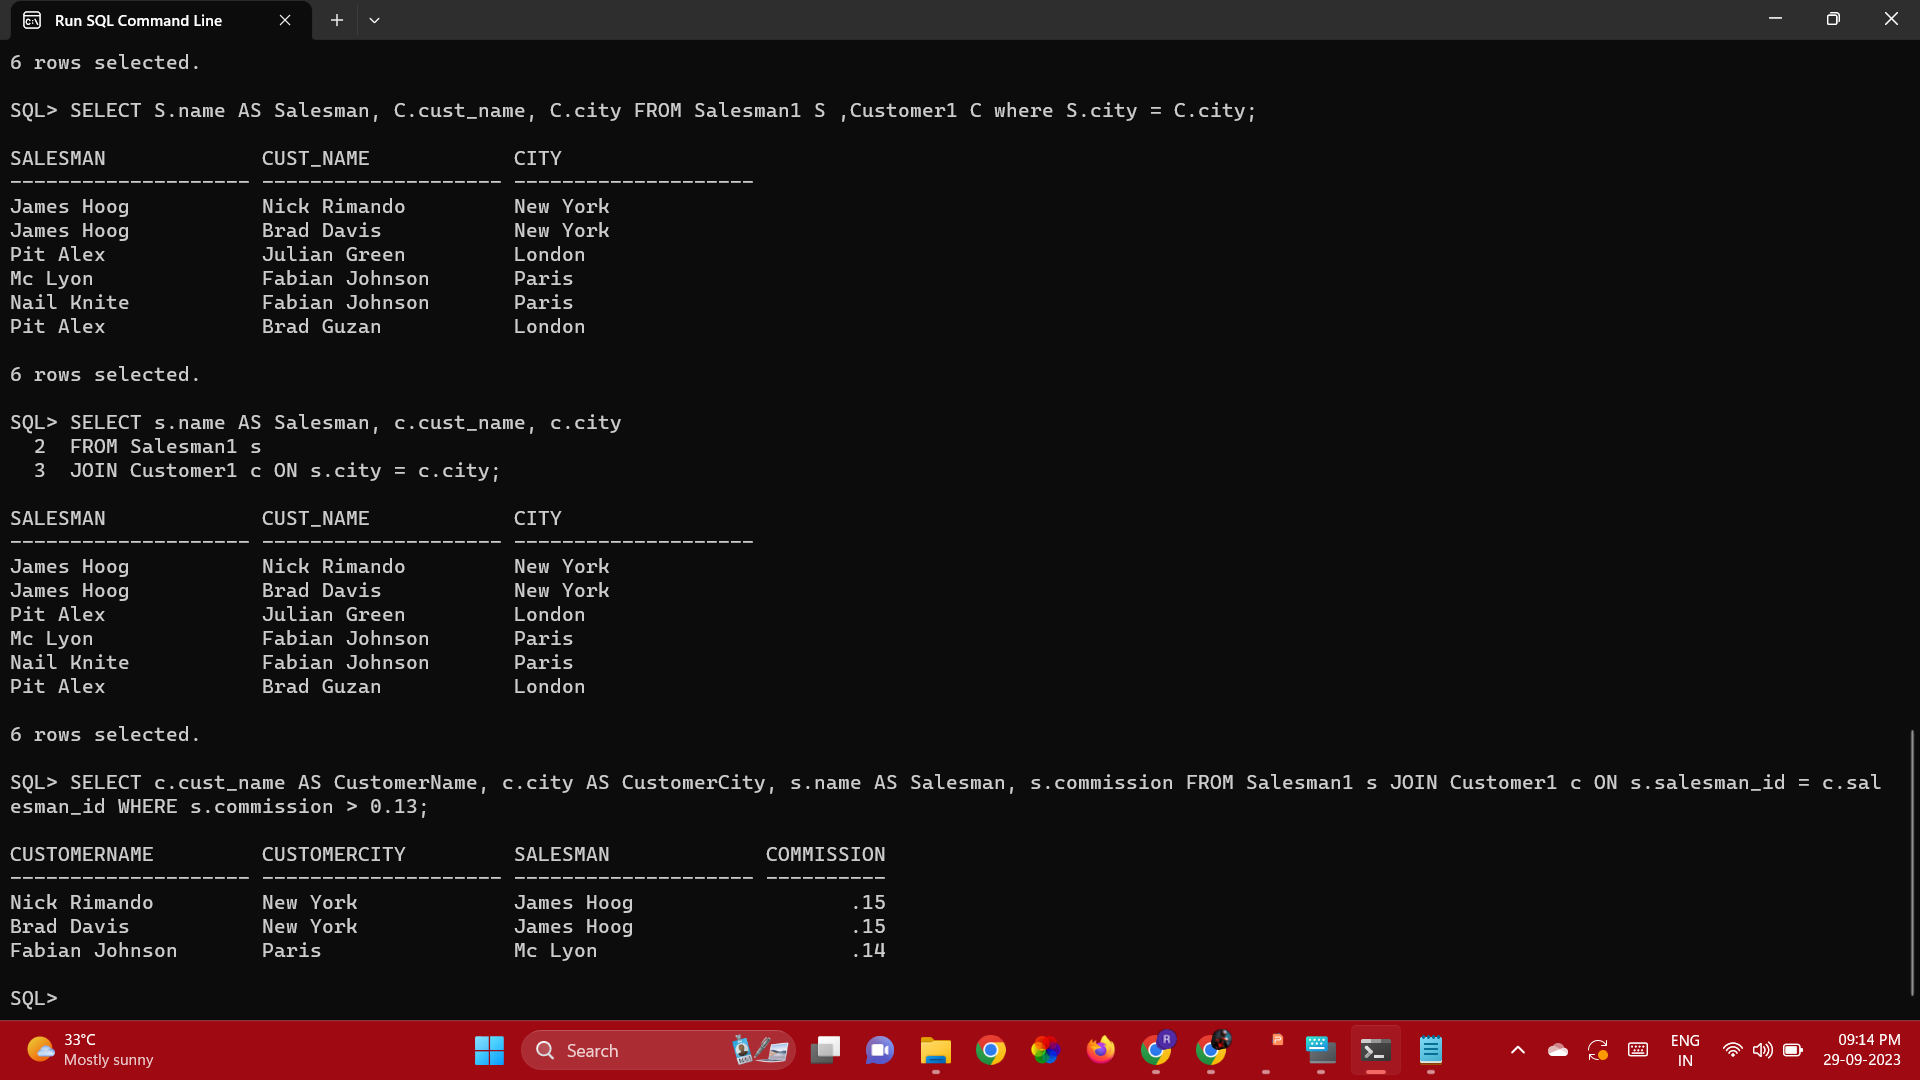 Run SQL Command Line
6 rows selected.
SQL> SELECT S.name AS Salesman, C.cust_name, C.city FROM Salesman1 S ,Customer1 C where S.city = C.city;
SALESMAN CUST_NAME CITY
-------------------- -------------------- --------------------
James Hoog Nick Rimando New York
James Hoog Brad Davis New York
Pit Alex Julian Green London
Mc Lyon Fabian Johnson Paris
Nail Knite Fabian Johnson Paris
Pit Alex Brad Guzan London
6 rows selected.
SQL> SELECT s.name AS Salesman, c.cust_name, c.city
2 FROM Salesman1 s
3 JOIN Customer1 c ON s.city = c.city;
SALESMAN CUST_NAME CITY
-------------------- -------------------- --------------------
James Hoog Nick Rimando New York
James Hoog Brad Davis New York
Pit Alex Julian Green London
Mc Lyon Fabian Johnson Paris
Nail Knite Fabian Johnson Paris
Pit Alex Brad Guzan London
6 rows selected.
SQL> SELECT c.cust_name AS CustomerName, c.city AS CustomerCity, s.name AS Salesman, s.commission FROM Salesman1 s JOIN Customer1 c ON s.salesman_id = c.sal
esman_id WHERE s.commission > 0.13;
CUSTOMERNAME CUSTOMERCITY SALESMAN COMMISSION
-------------------- -------------------- -------------------- ----------
Nick Rimando New York James Hoog .15
Brad Davis New York James Hoog .15
Fabian Johnson Paris Mc Lyon .14
SQL>
33°C
Mostly sunny
Search
R
ENG
IN
09:14 PM
29-09-2023